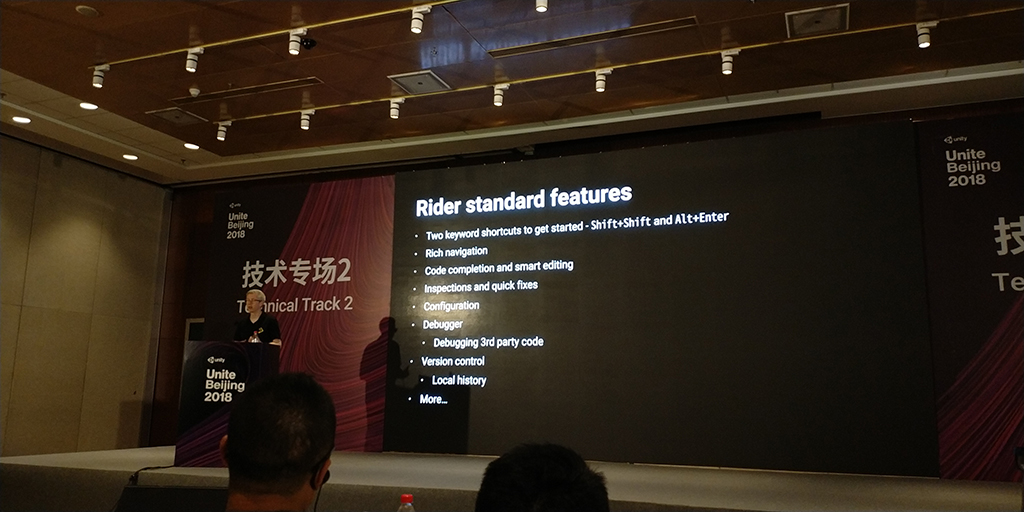 unity
Unite
Beijing
2018
技术专场2
Technical Track 2
unity
Unite
Beijing
2018
Rider standard features
Two keyword shortcuts to get started - Shift+Shift and Alt+Enter
Rich navigation
Code completion and smart editing
Inspections and quick fixes
Configuration
Debugger
Debugging 3rd party code
Version control
Local history
More...
unity
Unite
Beijing
2018
技
Te